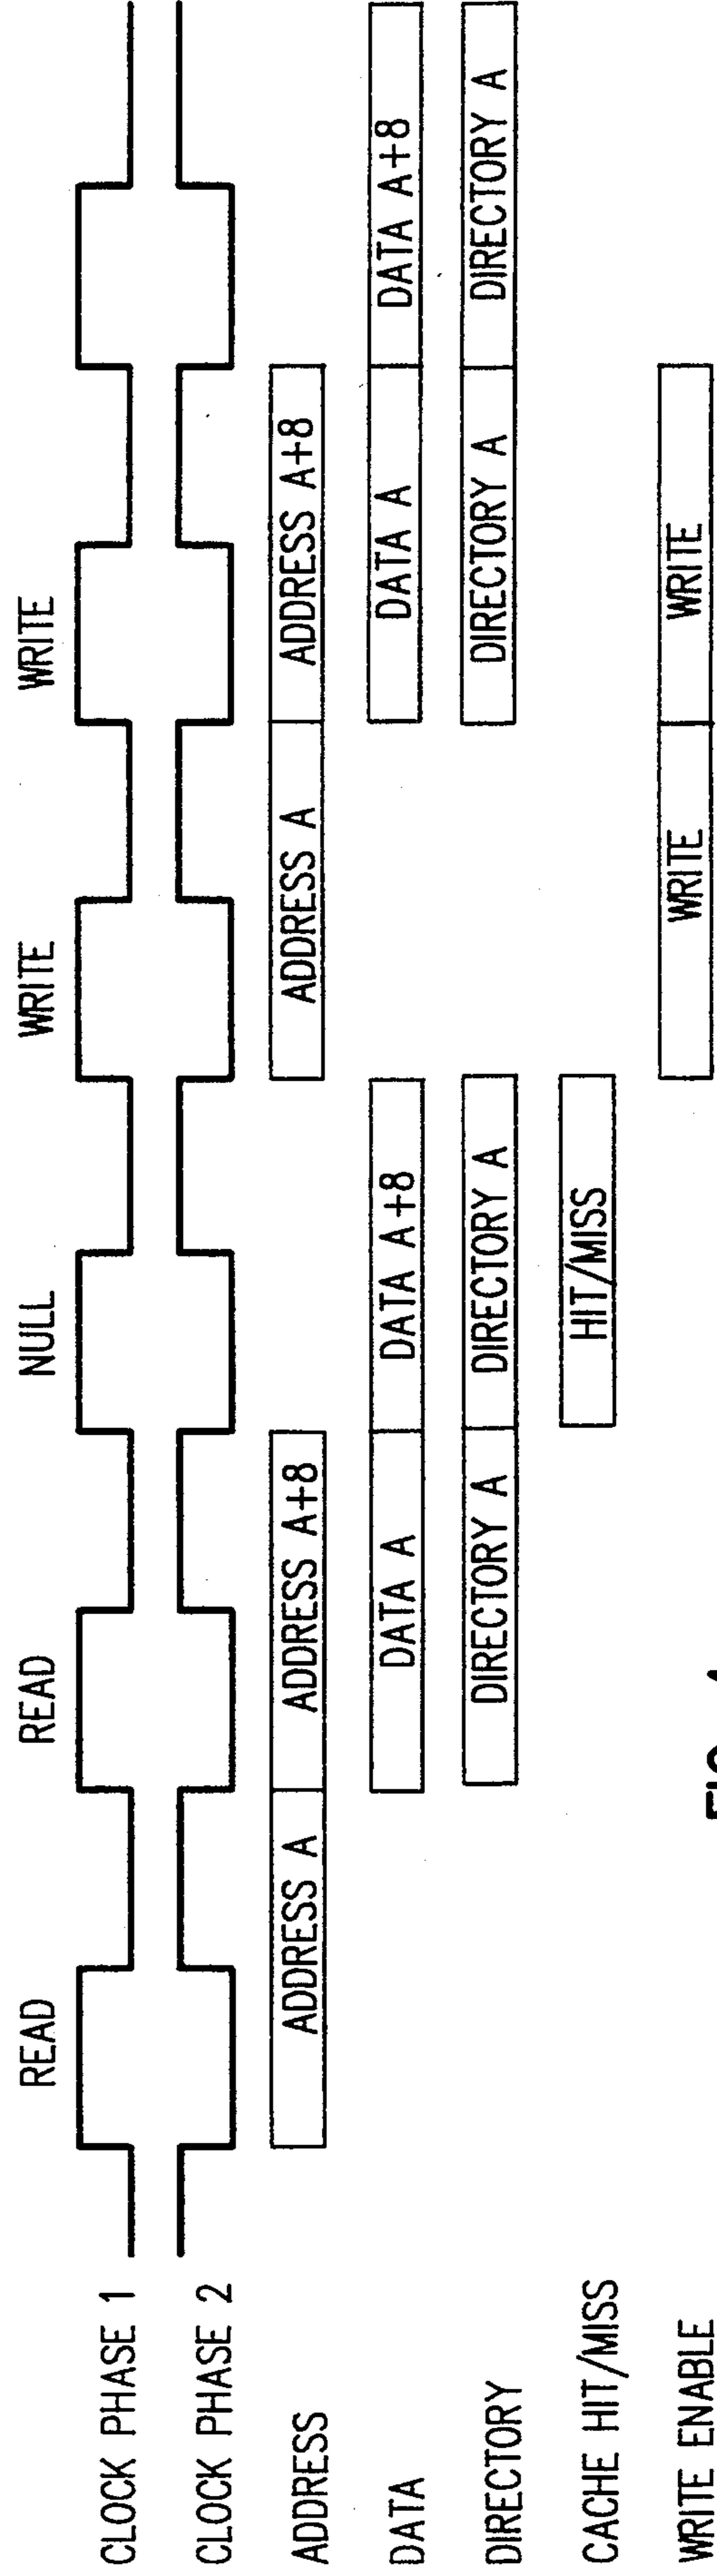 READ READ NULL WRITE WRITE
CLOCK PHASE 1
CLOCK PHASE 2
ADDRESS ADDRESS A ADDRESS A+8 ADDRESS A ADDRESS A+8
DATA DATA A DATA A+8 DATA A DATA A+8
DIRECTORY DIRECTORY A DIRECTORY A DIRECTORY A DIRECTORY A
CACHE HIT/MISS HIT/MISS
WRITE ENABLE WRITE WRITE